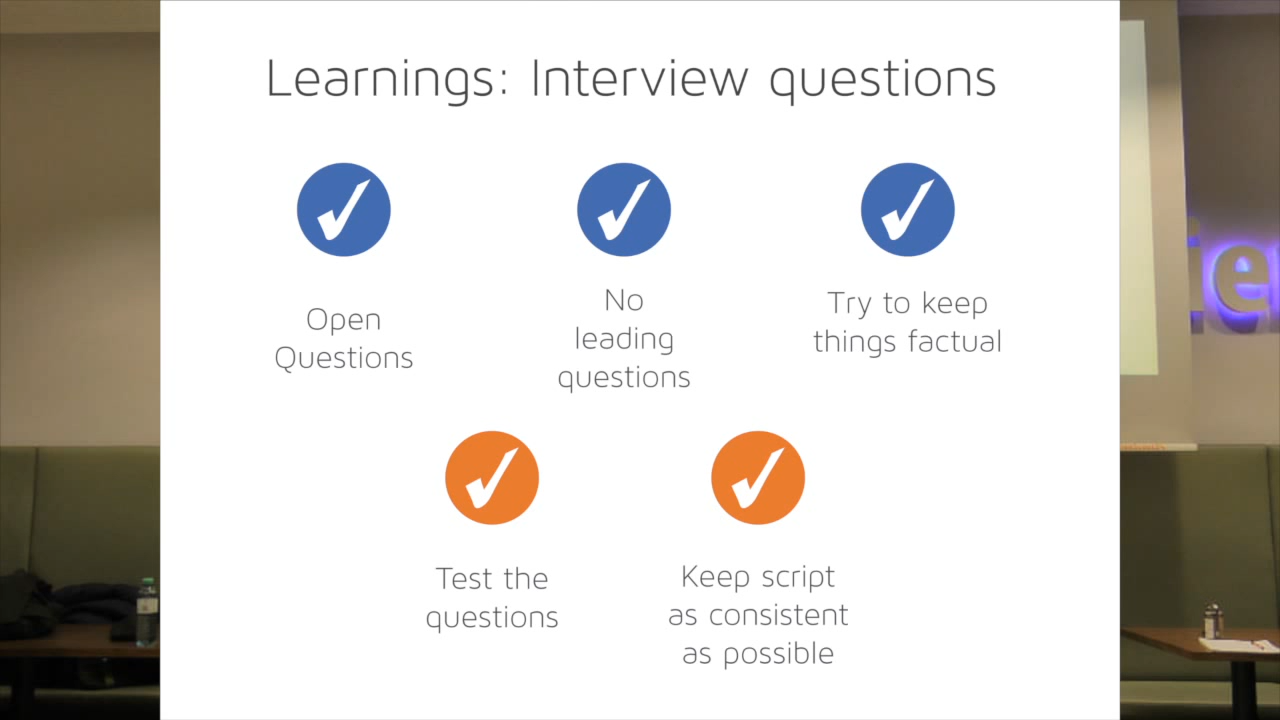 Learnings: Interview questions
Open
Questions
No
leading
questions
Try to keep
things factual
Test the
questions
Keep script
as consistent
as possible
ie